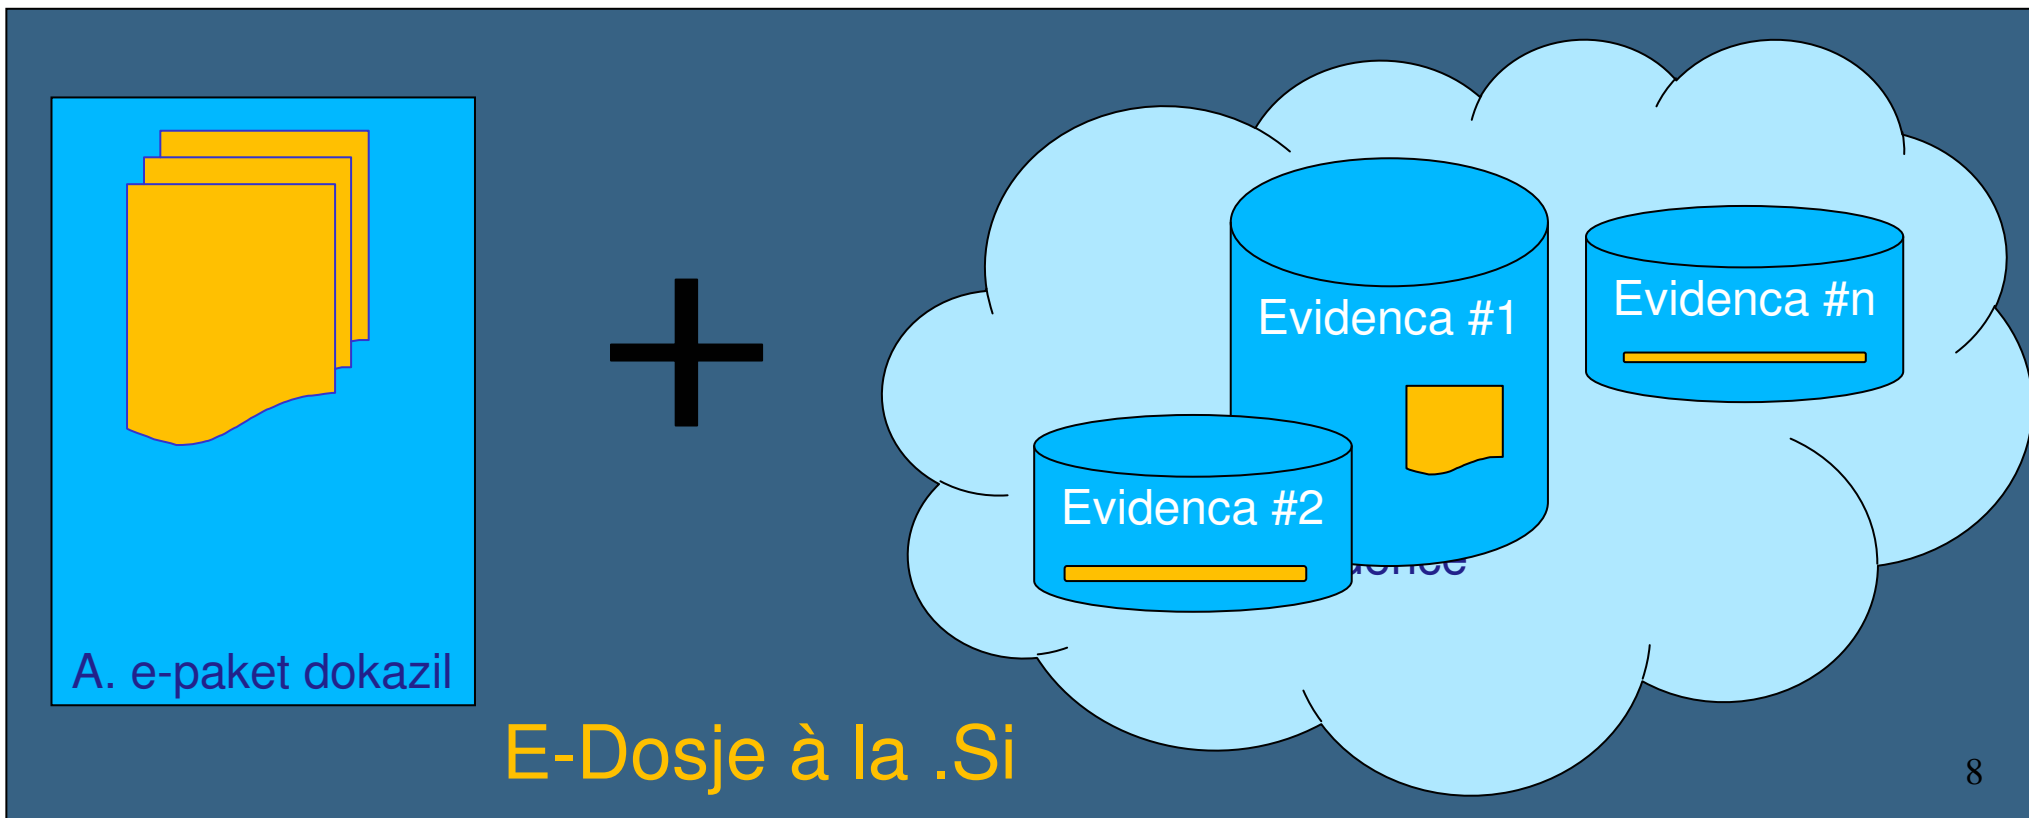 Evidenca #n
Evidenca #1
Evidenca #2
A. e-paket dokazil
E-Dosje à la .Si
8